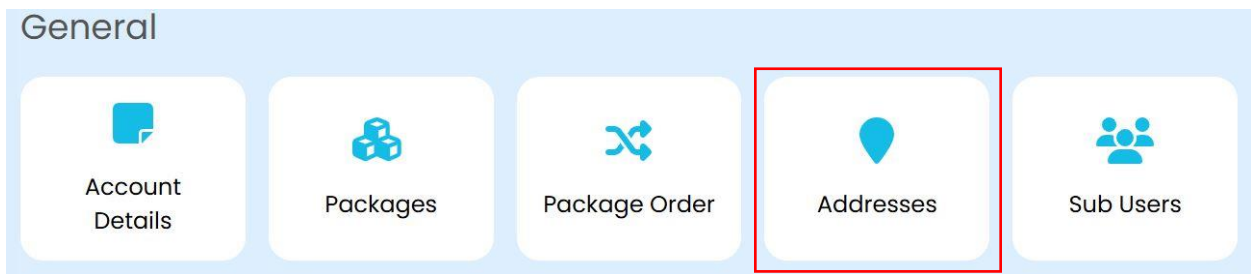 General
Account
Details
Packages
Package Order
Addresses
Sub Users